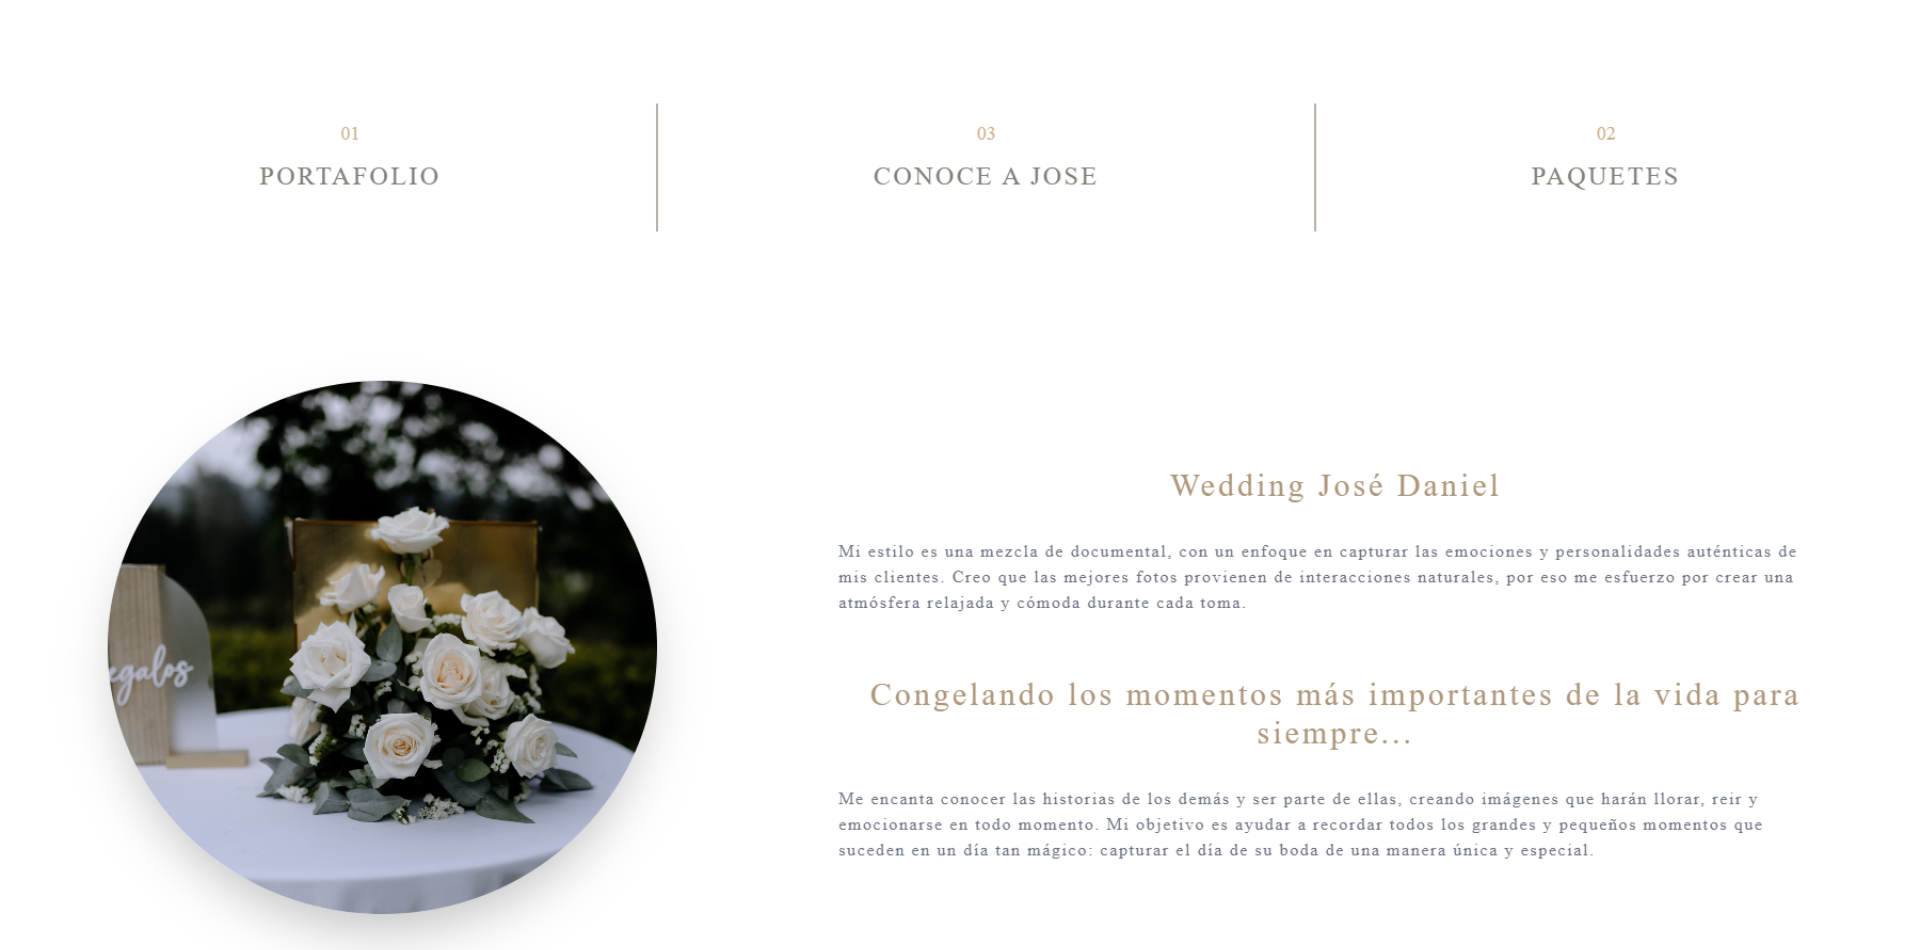 01
PORTAFOLIO
03
CONOCE A JOSE
02
PAQUETES
egalos
Wedding José Daniel
Mi estilo es una mezcla de documental, con un enfoque en capturar las emociones y personalidades auténticas de
mis clientes. Creo que las mejores fotos provienen de interacciones naturales, por eso me esfuerzo por crear una
atmósfera relajada y cómoda durante cada toma.
Congelando los momentos más importantes de la vida para
siempre...
Me encanta conocer las historias de los demás y ser parte de ellas, creando imágenes que harán llorar, reir y
emocionarse en todo momento. Mi objetivo es ayudar a recordar todos los grandes y pequeños momentos que
suceden en un día tan mágico: capturar el día de su boda de una manera única y especial.